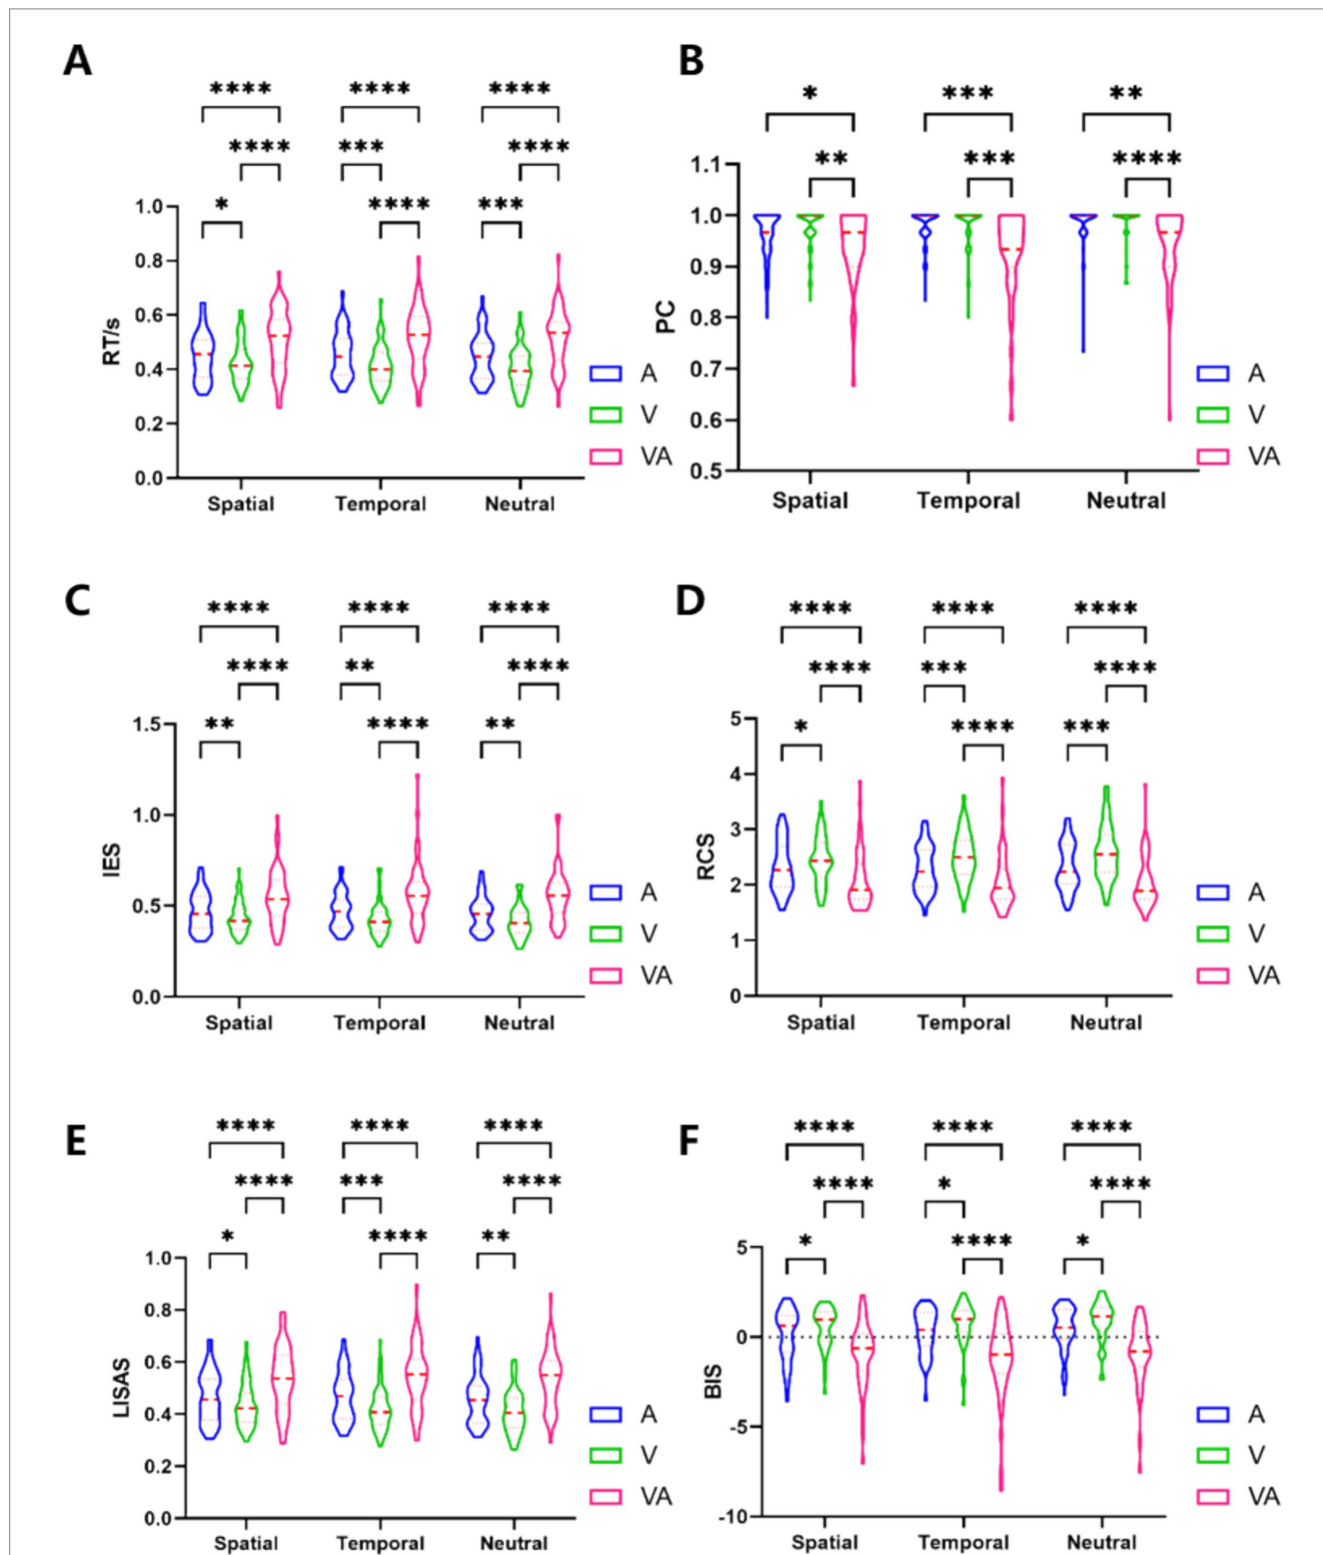 A
**** **** ****
**** *** ****
* **** ***
RT/s
1.0
0.8
0.6
0.4
0.2
0.0
Spatial Temporal Neutral
A
V
VA
B
* *** **
** *** ****
PC
1.1
1.0
0.9
0.8
0.7
0.6
0.5
Spatial Temporal Neutral
A
V
VA
C
**** **** ****
**** ** ****
** **** **
IES
1.5
1.0
0.5
0.0
Spatial Temporal Neutral
A
V
VA
D
**** **** ****
**** *** ****
* **** ***
RCS
5
4
3
2
1
0
Spatial Temporal Neutral
A
V
VA
E
**** **** ****
**** *** ****
* **** **
LISAS
1.0
0.8
0.6
0.4
0.2
0.0
Spatial Temporal Neutral
A
V
VA
F
**** **** ****
**** * ****
* **** *
BIS
5
0
-5
-10
Spatial Temporal Neutral
A
V
VA